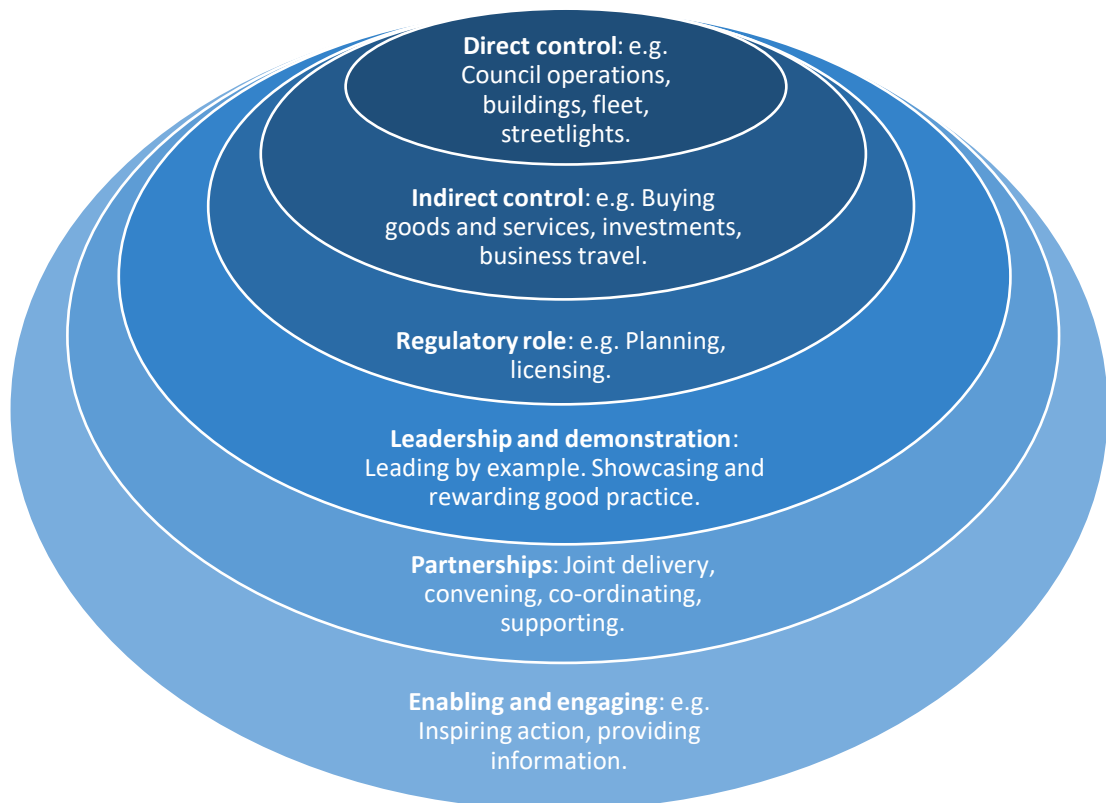 Direct control: e.g.
Council operations,
buildings, fleet,
streetlights.
Indirect control: e.g. Buying
goods and services, investments,
business travel.
Regulatory role: e.g. Planning,
licensing.
Leadership and demonstration:
Leading by example. Showcasing and
rewarding good practice.
Partnerships: Joint delivery,
convening, co-ordinating,
supporting.
Enabling and engaging: e.g.
Inspiring action, providing
information.